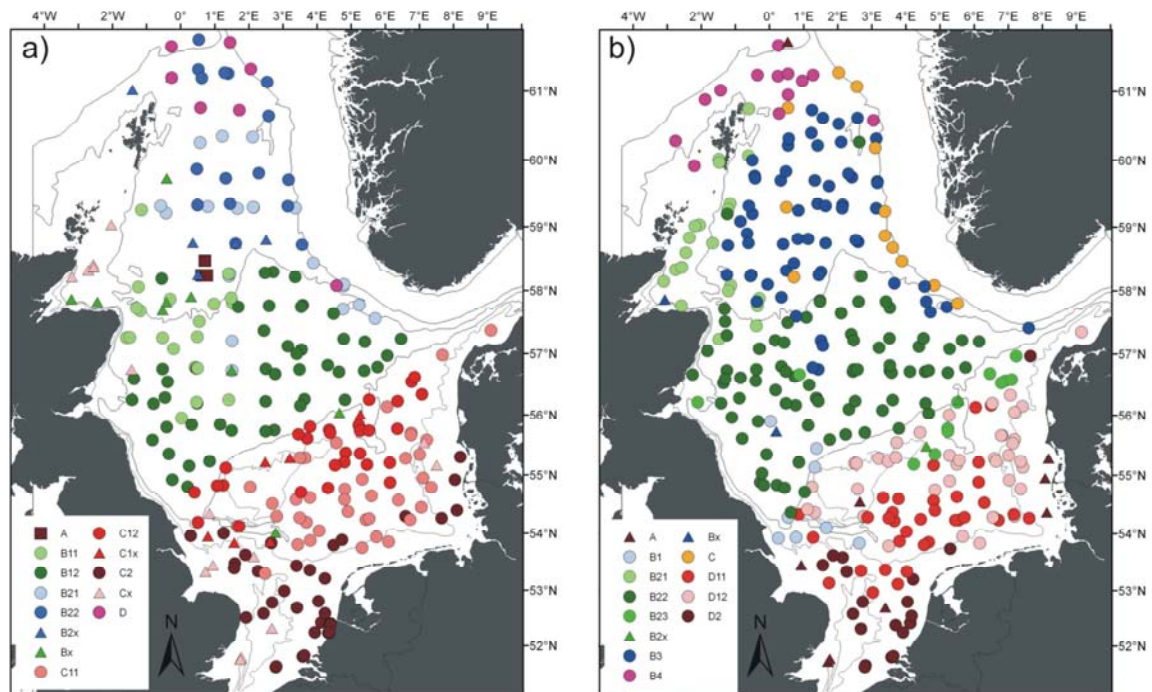 4°W 2° 0° 1° 2° 3° 4° 5° 6° 7° 8° 9°E
a)
61°N
60°N
59°N
58°N
57°N
56°N
55°N
54°N
53°N
52°N
A
B11
B12
B21
B22
B2x
Bx
C11
C12
C1x
C2
Cx
D
N
4°W 2° 0° 1° 2° 3° 4° 5° 6° 7° 8° 9°E
b)
61°N
60°N
59°N
58°N
57°N
56°N
55°N
54°N
53°N
52°N
A
B1
B21
B22
B23
B2x
B3
B4
Bx
C
D11
D12
D2
N